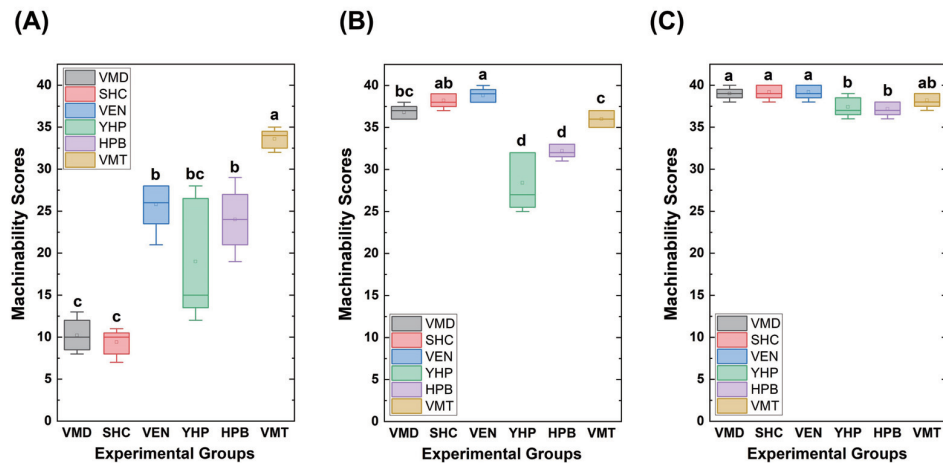 (A)
Machinability Scores
40
35
30
25
20
15
10
5
0
VMD
SHC
VEN
YHP
HPB
VMT
c
c
b
bc
b
a
VMD SHC VEN YHP HPB VMT
Experimental Groups
(B)
Machinability Scores
40
35
30
25
20
15
10
5
0
bc
ab
a
d
d
c
VMD
SHC
VEN
YHP
HPB
VMT
VMD SHC VEN YHP HPB VMT
Experimental Groups
(C)
Machinability Scores
40
35
30
25
20
15
10
5
0
a
a
a
b
b
ab
VMD
SHC
VEN
YHP
HPB
VMT
VMD SHC VEN YHP HPB VMT
Experimental Groups